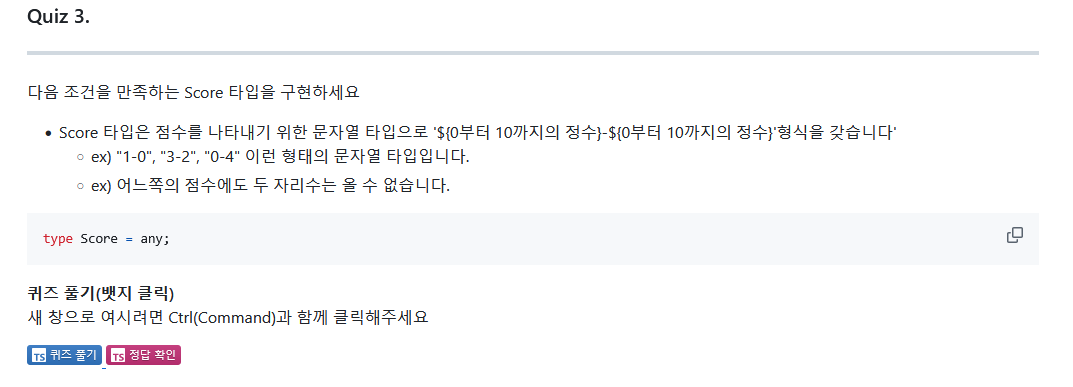 Quiz 3.
다음 조건을 만족하는 Score 타입을 구현하세요
Score 타입은 점수를 나타내기 위한 문자열 타입으로 '${0부터 10까지의 정수}-${0부터 10까지의 정수}'형식을 갖습니다'
ex) "1-0", "3-2", "0-4" 이런 형태의 문자열 타입입니다.
ex) 어느쪽의 점수에도 두 자리수는 올 수 없습니다.
type Score = any;
퀴즈 풀기(뱃지 클릭)
새 창으로 여시려면 Ctrl(Command)과 함께 클릭해주세요
TS 퀴즈 풀기 TS 정답 확인